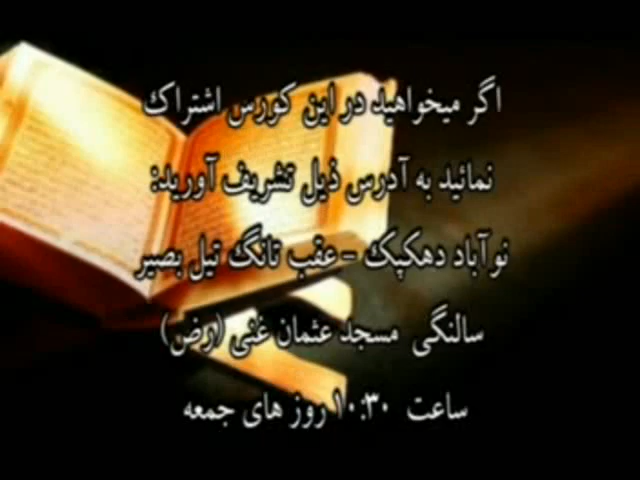 اگر میخواهید در این کورس اشتراک
نمائید به آدرس ذیل تشریف آورید:
نوآباد دهکپک - عقب تانگ تیل بصیر
سالنگی مسجد عثمان غنی (رض)
ساعت ۱۰:۳۰ روز های جمعه